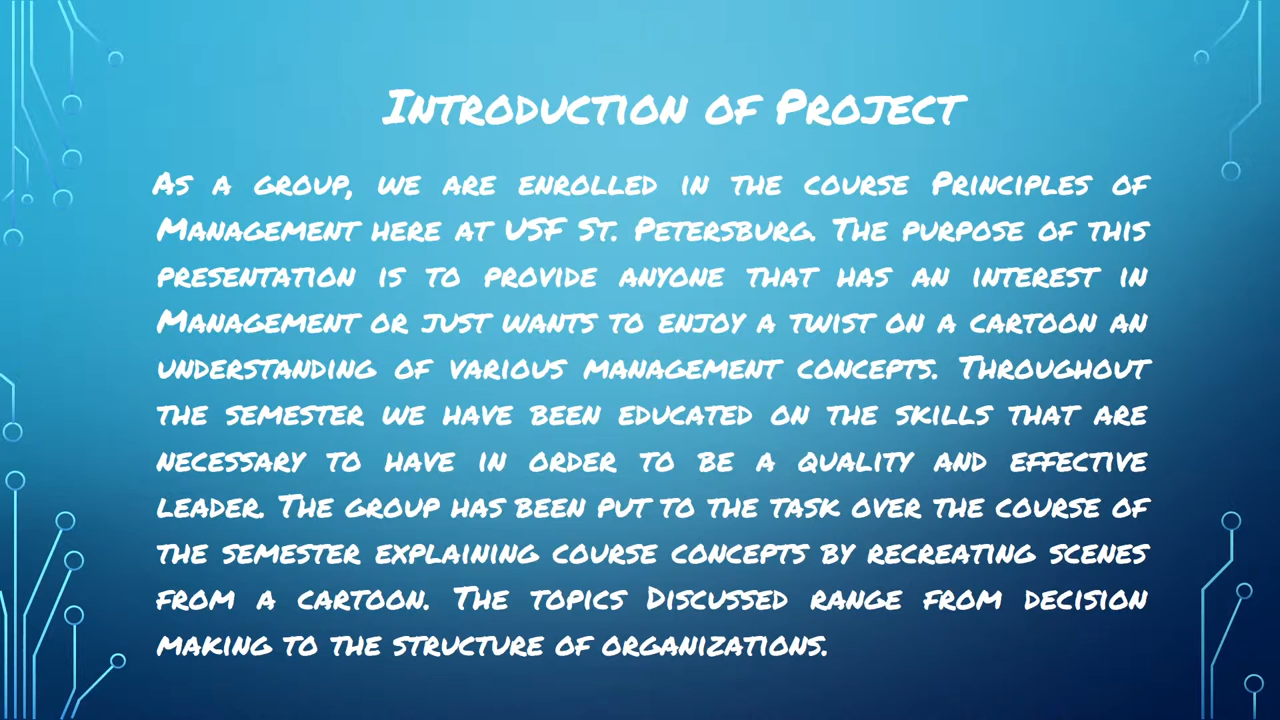 Introduction of Project
As a group, we are enrolled in the course Principles of
Management here at USF St. Petersburg. The purpose of this
presentation is to provide anyone that has an interest in
Management or just wants to enjoy a twist on a cartoon an
understanding of various management concepts. Throughout
the semester we have been educated on the skills that are
necessary to have in order to be a quality and effective
leader. The group has been put to the task over the course of
the semester explaining course concepts by recreating scenes
from a cartoon. The topics Discussed range from decision
making to the structure of organizations.